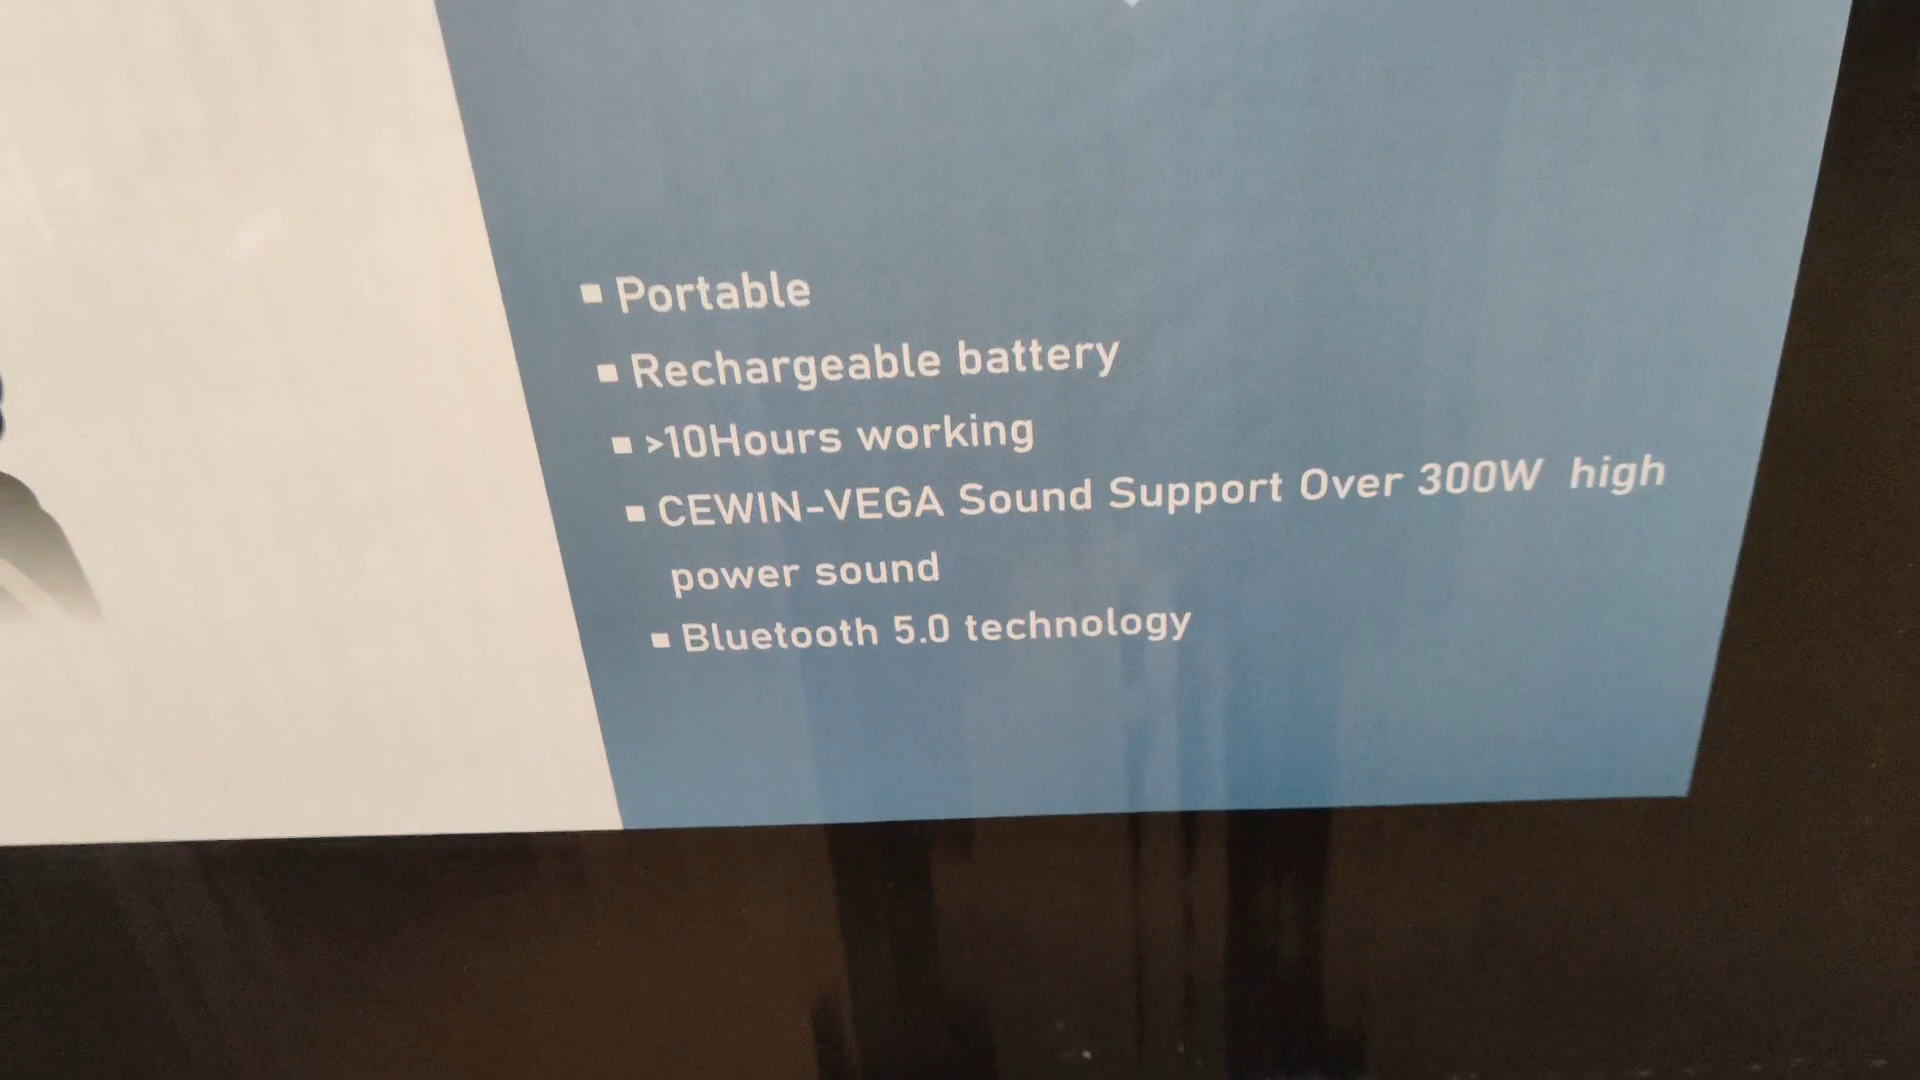 ▪ Portable
▪ Rechargeable battery
▪ >10Hours working
▪ CEWIN-VEGA Sound Support Over 300W high
power sound
▪ Bluetooth 5.0 technology